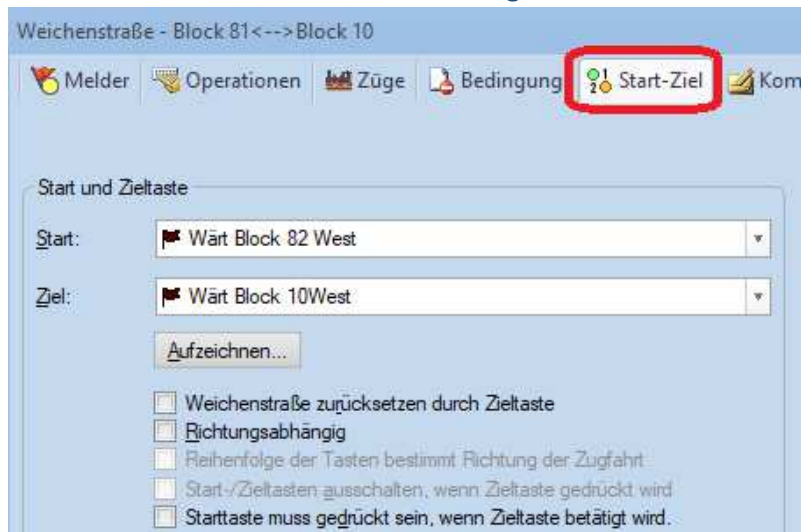 Weichenstraße - Block 81<-->Block 10
Melder Operationen Züge Bedingung Start-Ziel Kom
Start und Zieltaste
Start: Wärt Block 82 West
Ziel: Wärt Block 10West
Aufzeichnen...
Weichenstraße zurücksetzen durch Zieltaste
Richtungsabhängig
Reihenfolge der Tasten bestimmt Richtung der Zugfahrt
Start-/Zieltasten ausschalten, wenn Zieltaste gedrückt wird
Starttaste muss gedrückt sein, wenn Zieltaste betätigt wird.